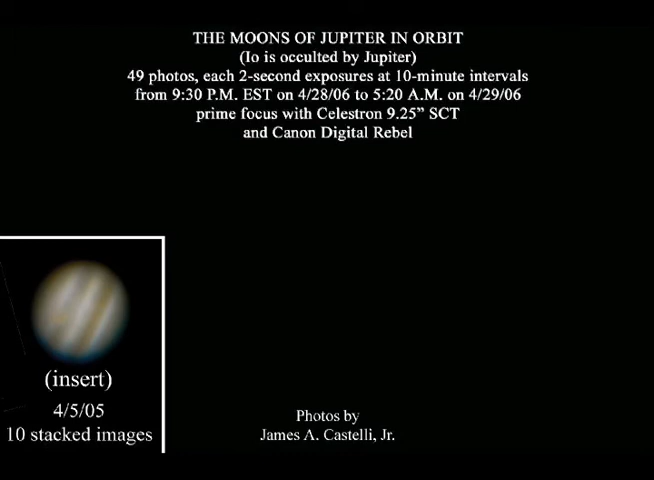 THE MOONS OF JUPITER IN ORBIT
(Io is occulted by Jupiter)
49 photos, each 2-second exposures at 10-minute intervals
from 9:30 P.M. EST on 4/28/06 to 5:20 A.M. on 4/29/06
prime focus with Celestron 9.25” SCT
and Canon Digital Rebel
(insert)
4/5/05
10 stacked images
Photos by
James A. Castelli, Jr.